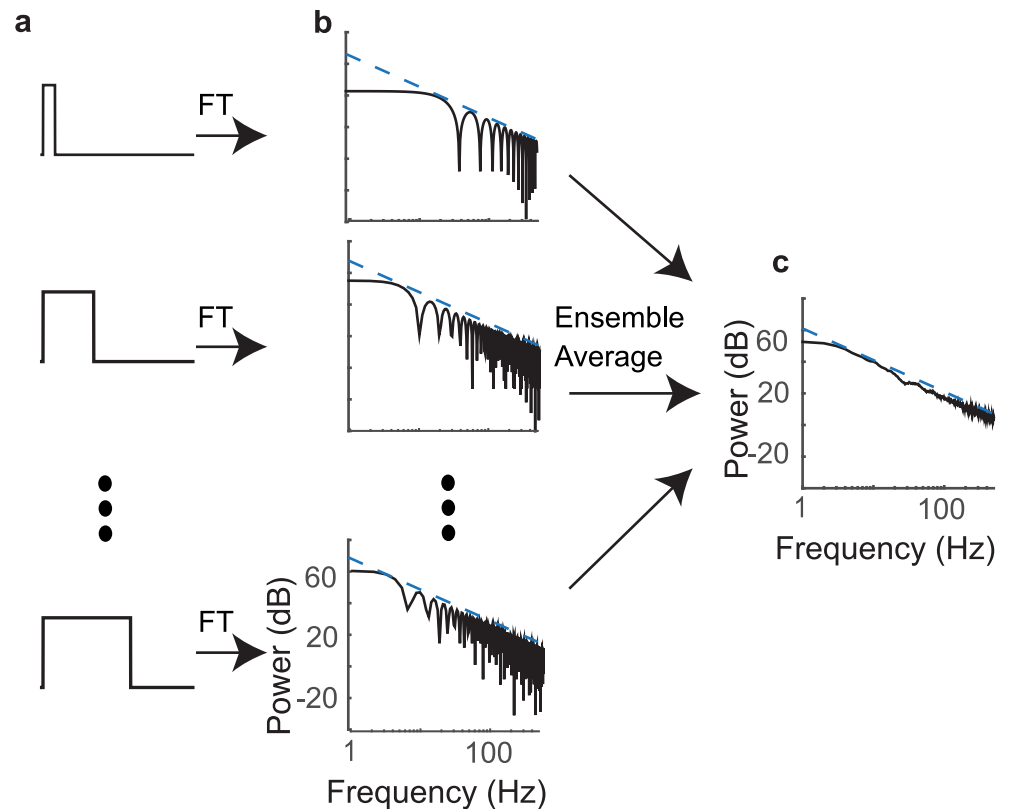 a
b
FT
FT
Ensemble
Average
c
Power (dB)
60
20
-20
1
100
Frequency (Hz)
FT
Power (dB)
60
20
-20
1
100
Frequency (Hz)